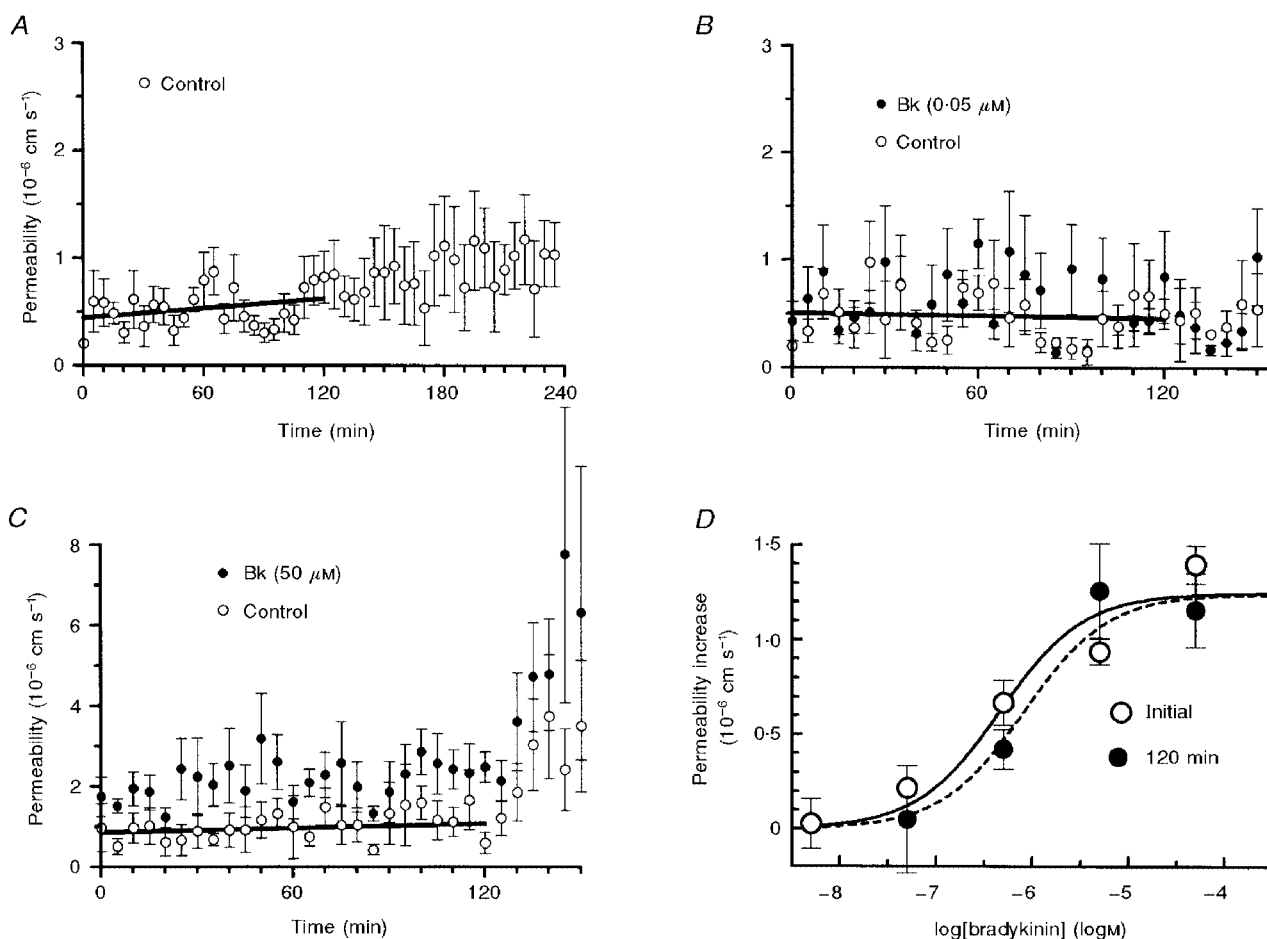 A
3
2
1
0
Permeability (10⁻⁶ cm s⁻¹)
Control
0 60 120 180 240
Time (min)
B
3
2
1
0
Bk (0·05 μM)
Control
0 60 120
Time (min)
C
8
6
4
2
0
Permeability (10⁻⁶ cm s⁻¹)
Bk (50 μM)
Control
0 60 120
Time (min)
D
1·5
1·0
0·5
0
Permeability increase
(10⁻⁶ cm s⁻¹)
Initial
120 min
−8 −7 −6 −5 −4
log[bradykinin] (logM)